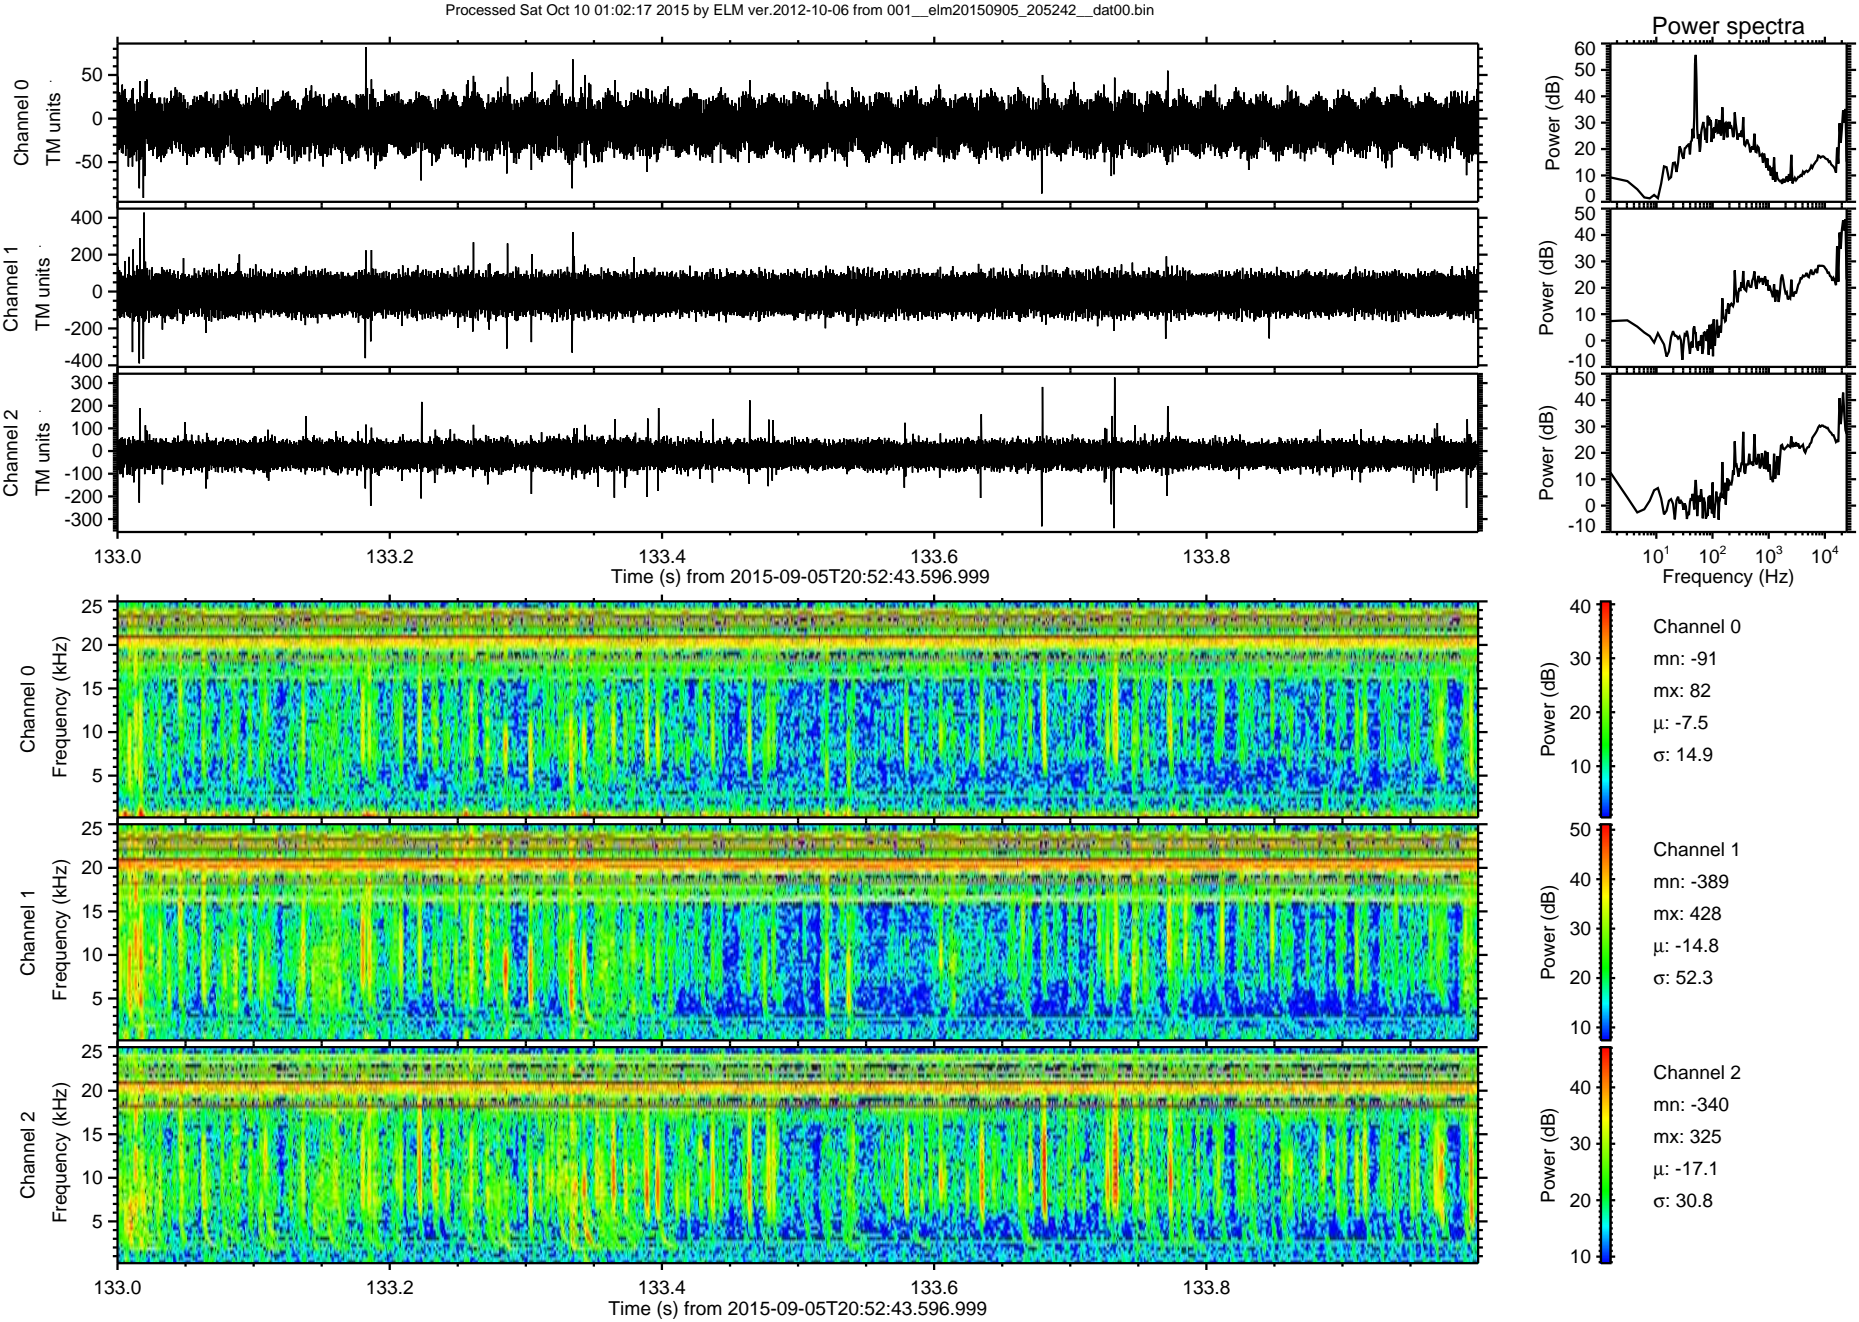 Processed Sat Oct 10 01:02:17 2015 by ELM ver.2012-10-06 from 001__elm20150905_205242__dat00.bin
Power spectra
Channel 0
TM units
50
0
-50
Power (dB)
60
50
40
30
20
10
0
Channel 1
TM units
400
200
0
-200
-400
Power (dB)
50
40
30
20
10
0
-10
Channel 2
TM units
300
200
100
0
-100
-200
-300
Power (dB)
50
40
30
20
10
0
-10
133.0 133.2 133.4 133.6 133.8
Time (s) from 2015-09-05T20:52:43.596.999
10¹ 10² 10³ 10⁴
Frequency (Hz)
Channel 0
Frequency (kHz)
25
20
15
10
5
Power (dB)
40
30
20
10
Channel 0
mn: -91
mx: 82
μ: -7.5
σ: 14.9
Channel 1
Frequency (kHz)
25
20
15
10
5
Power (dB)
50
40
30
20
10
Channel 1
mn: -389
mx: 428
μ: -14.8
σ: 52.3
Channel 2
Frequency (kHz)
25
20
15
10
5
Power (dB)
40
30
20
10
Channel 2
mn: -340
mx: 325
μ: -17.1
σ: 30.8
133.0 133.2 133.4 133.6 133.8
Time (s) from 2015-09-05T20:52:43.596.999